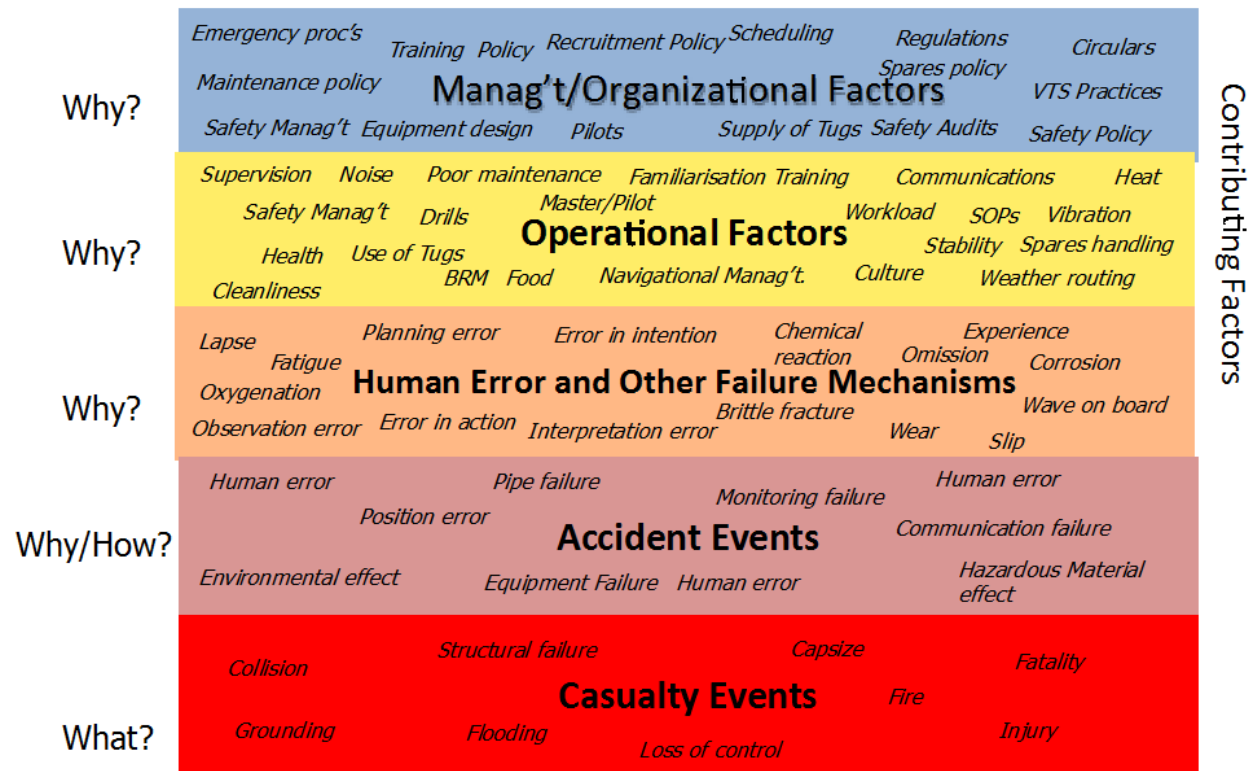 Emergency proc's
Training Policy
Recruitment Policy
Scheduling
Regulations
Circulars
Maintenance policy
Spares policy
Manag't/Organizational Factors
VTS Practices
Why?
Safety Manag't
Equipment design
Pilots
Supply of Tugs
Safety Audits
Safety Policy
Contributing Factors
Supervision
Noise
Poor maintenance
Familiarisation Training
Communications
Heat
Safety Manag't
Drills
Master/Pilot
Workload
SOPs
Vibration
Why?
Operational Factors
Health
Use of Tugs
Stability
Spares handling
Cleanliness
BRM
Food
Navigational Manag't.
Culture
Weather routing
Lapse
Planning error
Error in intention
Chemical
reaction
Experience
Fatigue
Omission
Corrosion
Human Error and Other Failure Mechanisms
Oxygenation
Why?
Observation error
Error in action
Interpretation error
Brittle fracture
Wear
Wave on board
Slip
Human error
Pipe failure
Monitoring failure
Human error
Position error
Accident Events
Communication failure
Why/How?
Environmental effect
Equipment Failure
Human error
Hazardous Material
effect
Collision
Structural failure
Capsize
Fatality
Casualty Events
Fire
What?
Grounding
Flooding
Loss of control
Injury